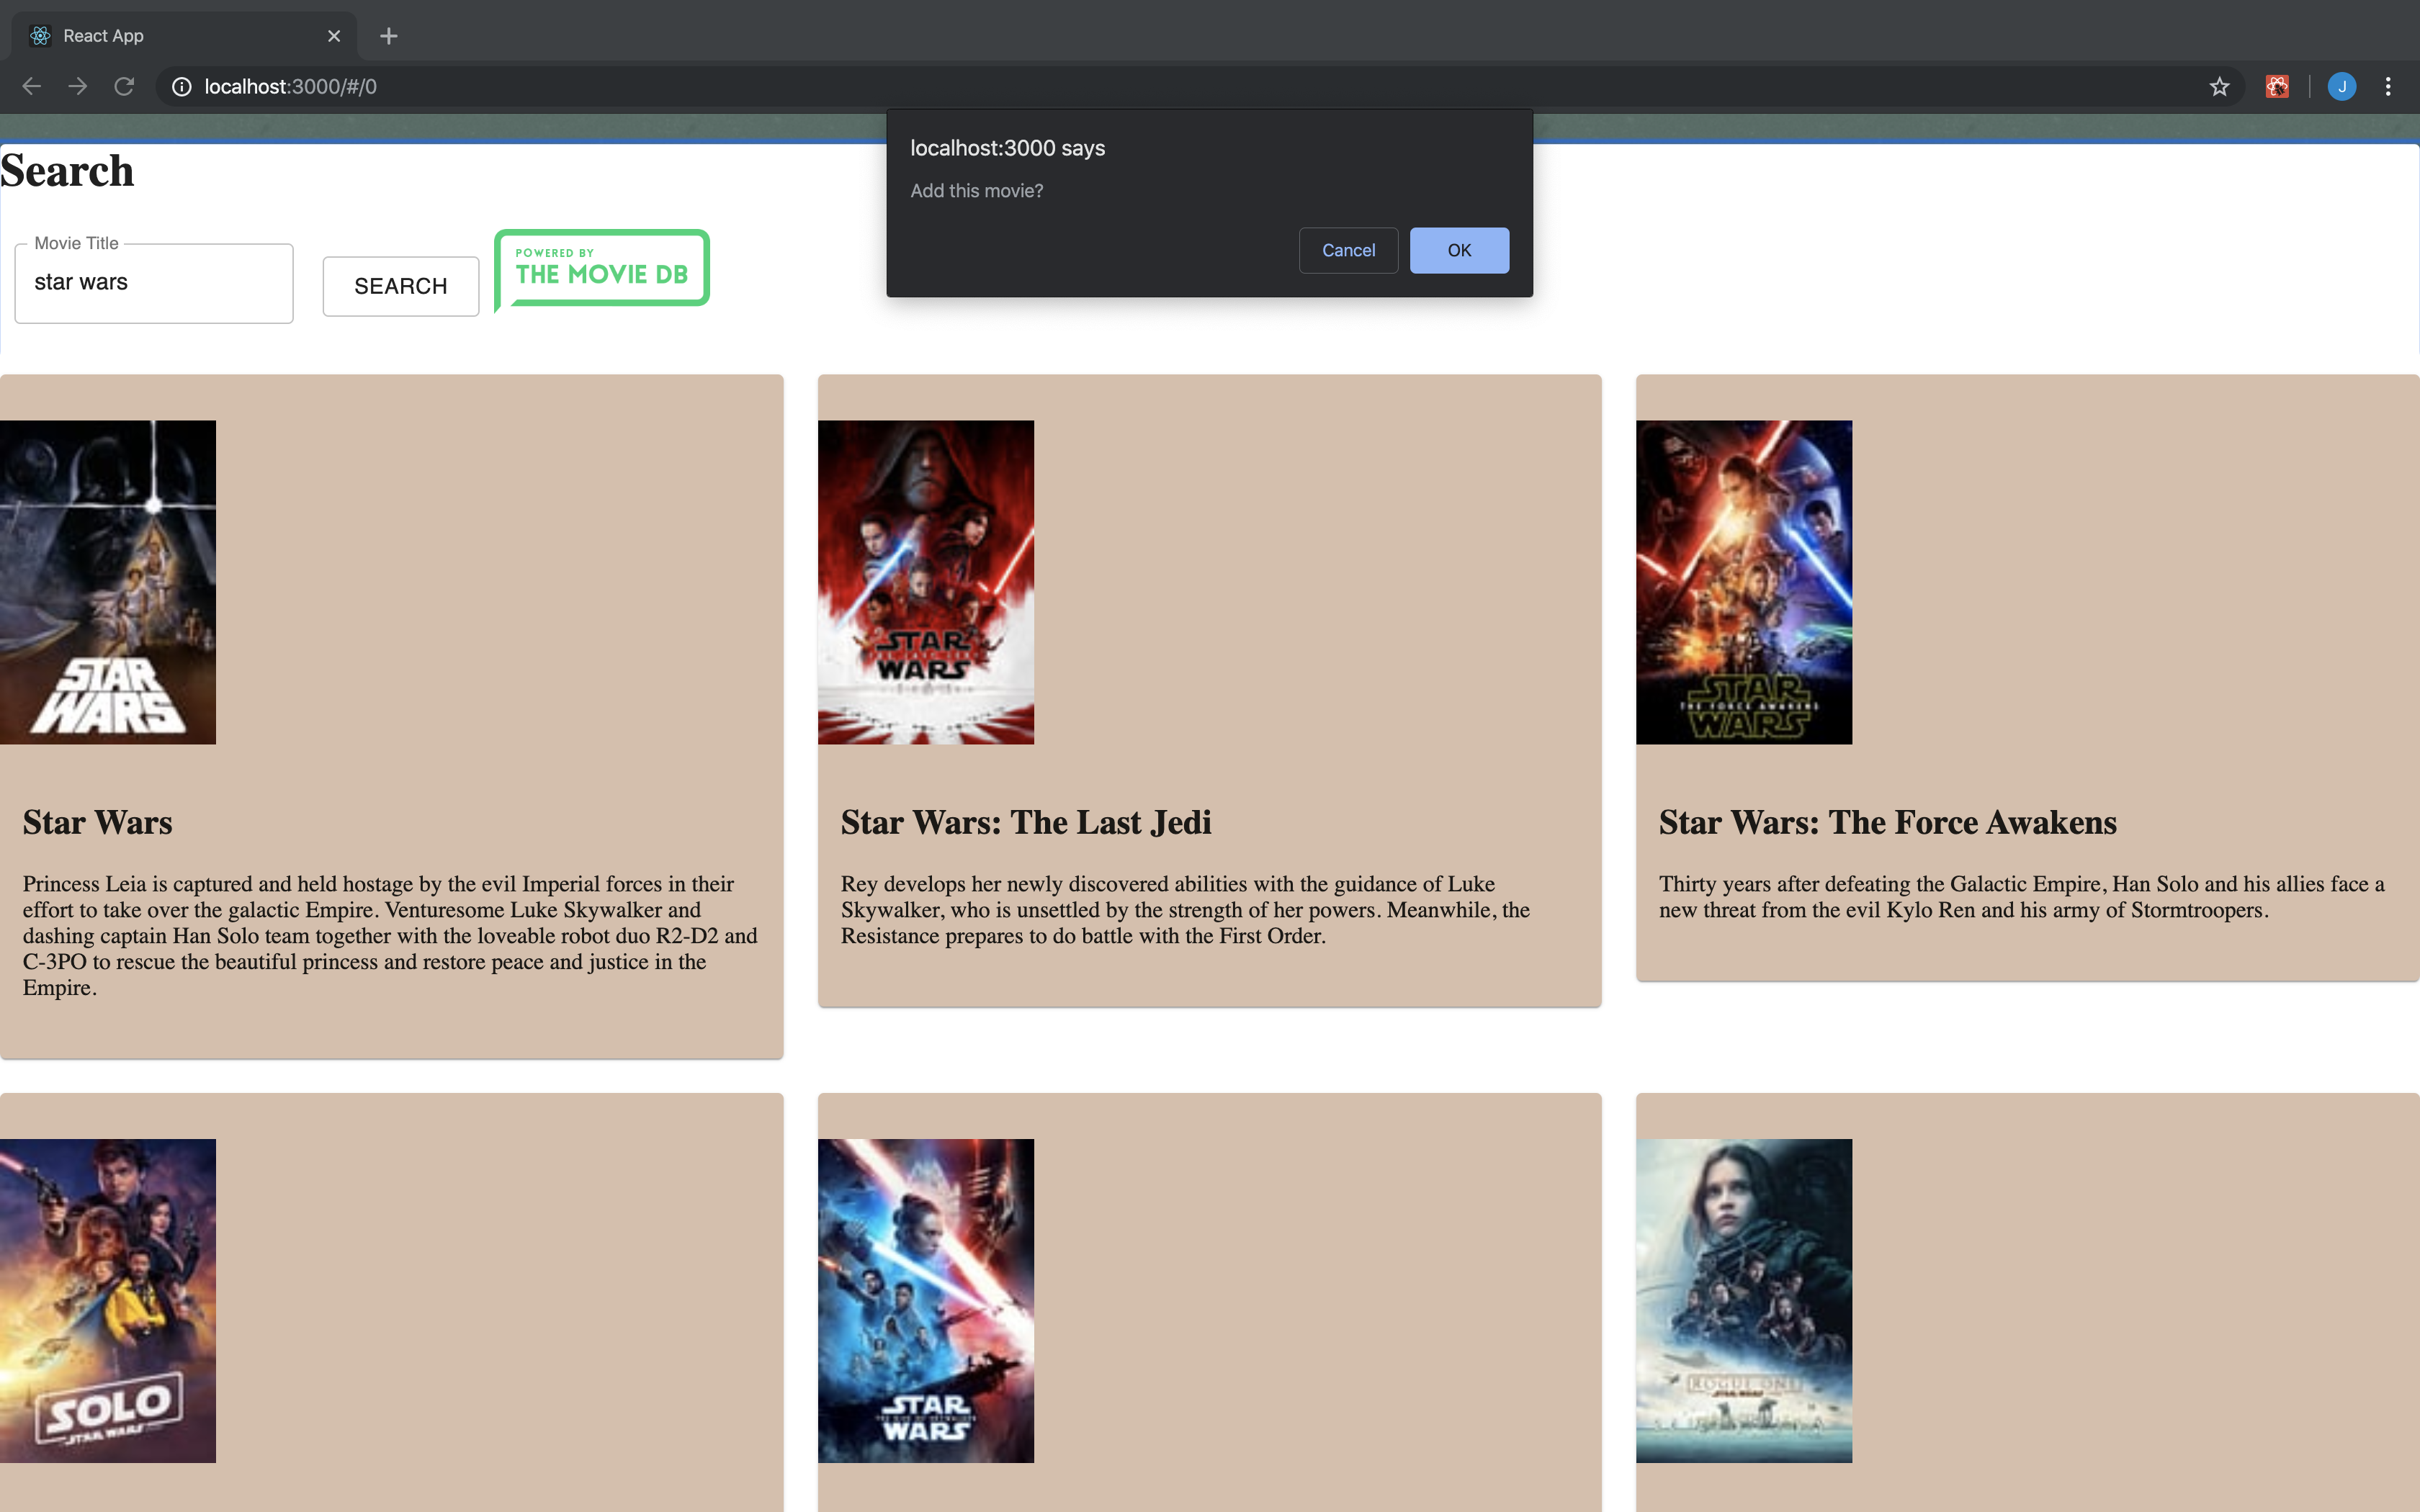 React App
localhost:3000/#/0
J
localhost:3000 says
Add this movie?
Cancel
OK
Search
Movie Title
star wars
SEARCH
POWERED BY
THE MOVIE DB
STAR
WARS
STAR
WARS
STAR
THE FORCE AWAKENS
WARS
Star Wars
Princess Leia is captured and held hostage by the evil Imperial forces in their
effort to take over the galactic Empire. Venturesome Luke Skywalker and
dashing captain Han Solo team together with the loveable robot duo R2-D2 and
C-3PO to rescue the beautiful princess and restore peace and justice in the
Empire.
Star Wars: The Last Jedi
Rey develops her newly discovered abilities with the guidance of Luke
Skywalker, who is unsettled by the strength of her powers. Meanwhile, the
Resistance prepares to do battle with the First Order.
Star Wars: The Force Awakens
Thirty years after defeating the Galactic Empire, Han Solo and his allies face a
new threat from the evil Kylo Ren and his army of Stormtroopers.
SOLO
STAR WARS
STAR
WARS
ROGUE ONE